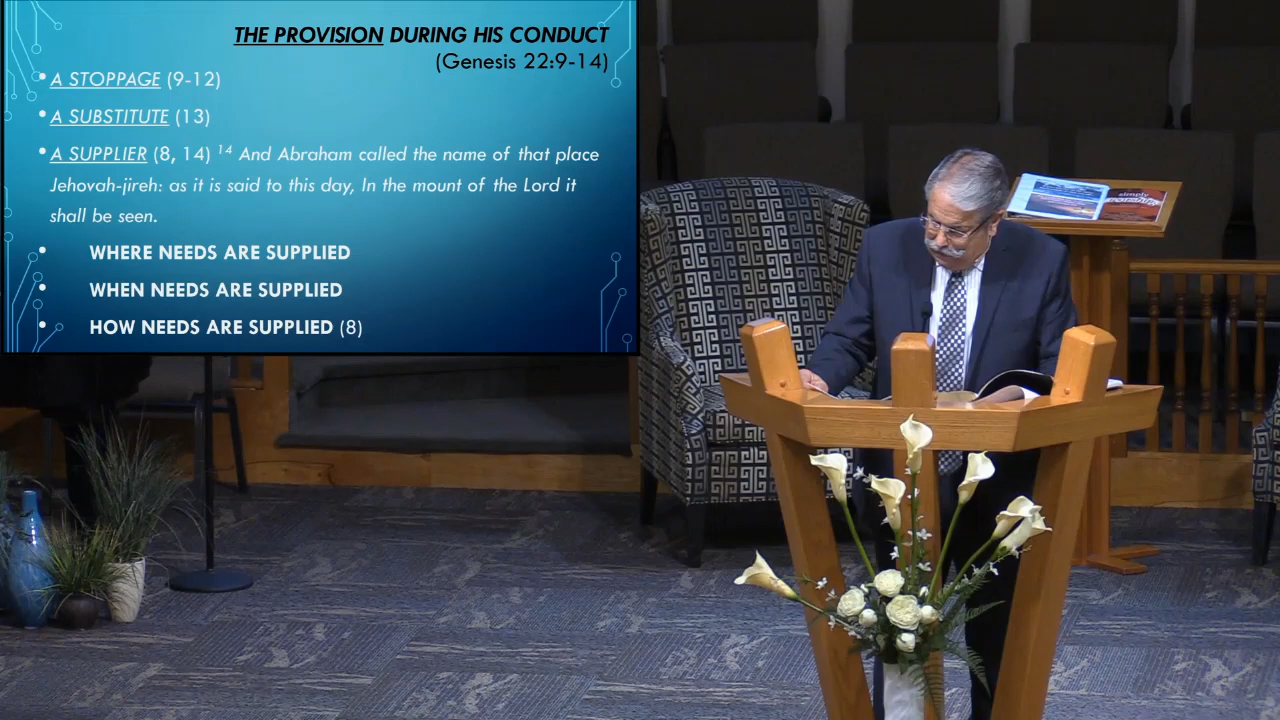 THE PROVISION DURING HIS CONDUCT
(Genesis 22:9-14)
• A STOPPAGE (9-12)
• A SUBSTITUTE (13)
• A SUPPLIER (8, 14) ¹⁴ And Abraham called the name of that place
Jehovah-jireh: as it is said to this day, In the mount of the Lord it
shall be seen.
• WHERE NEEDS ARE SUPPLIED
• WHEN NEEDS ARE SUPPLIED
• HOW NEEDS ARE SUPPLIED (8)
simply